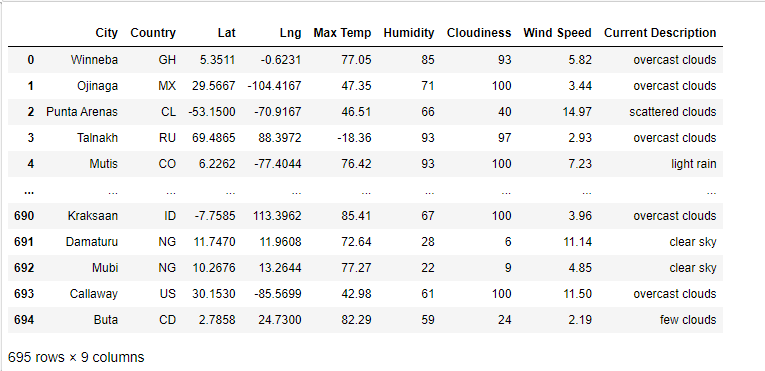 City Country Lat Lng Max Temp Humidity Cloudiness Wind Speed Current Description
0 Winneba GH 5.3511 -0.6231 77.05 85 93 5.82 overcast clouds
1 Ojinaga MX 29.5667 -104.4167 47.35 71 100 3.44 overcast clouds
2 Punta Arenas CL -53.1500 -70.9167 46.51 66 40 14.97 scattered clouds
3 Talnakh RU 69.4865 88.3972 -18.36 93 97 2.93 overcast clouds
4 Mutis CO 6.2262 -77.4044 76.42 93 100 7.23 light rain
... ... ... ... ... ... ... ... ... ...
690 Kraksaan ID -7.7585 113.3962 85.41 67 100 3.96 overcast clouds
691 Damaturu NG 11.7470 11.9608 72.64 28 6 11.14 clear sky
692 Mubi NG 10.2676 13.2644 77.27 22 9 4.85 clear sky
693 Callaway US 30.1530 -85.5699 42.98 61 100 11.50 overcast clouds
694 Buta CD 2.7858 24.7300 82.29 59 24 2.19 few clouds
695 rows × 9 columns